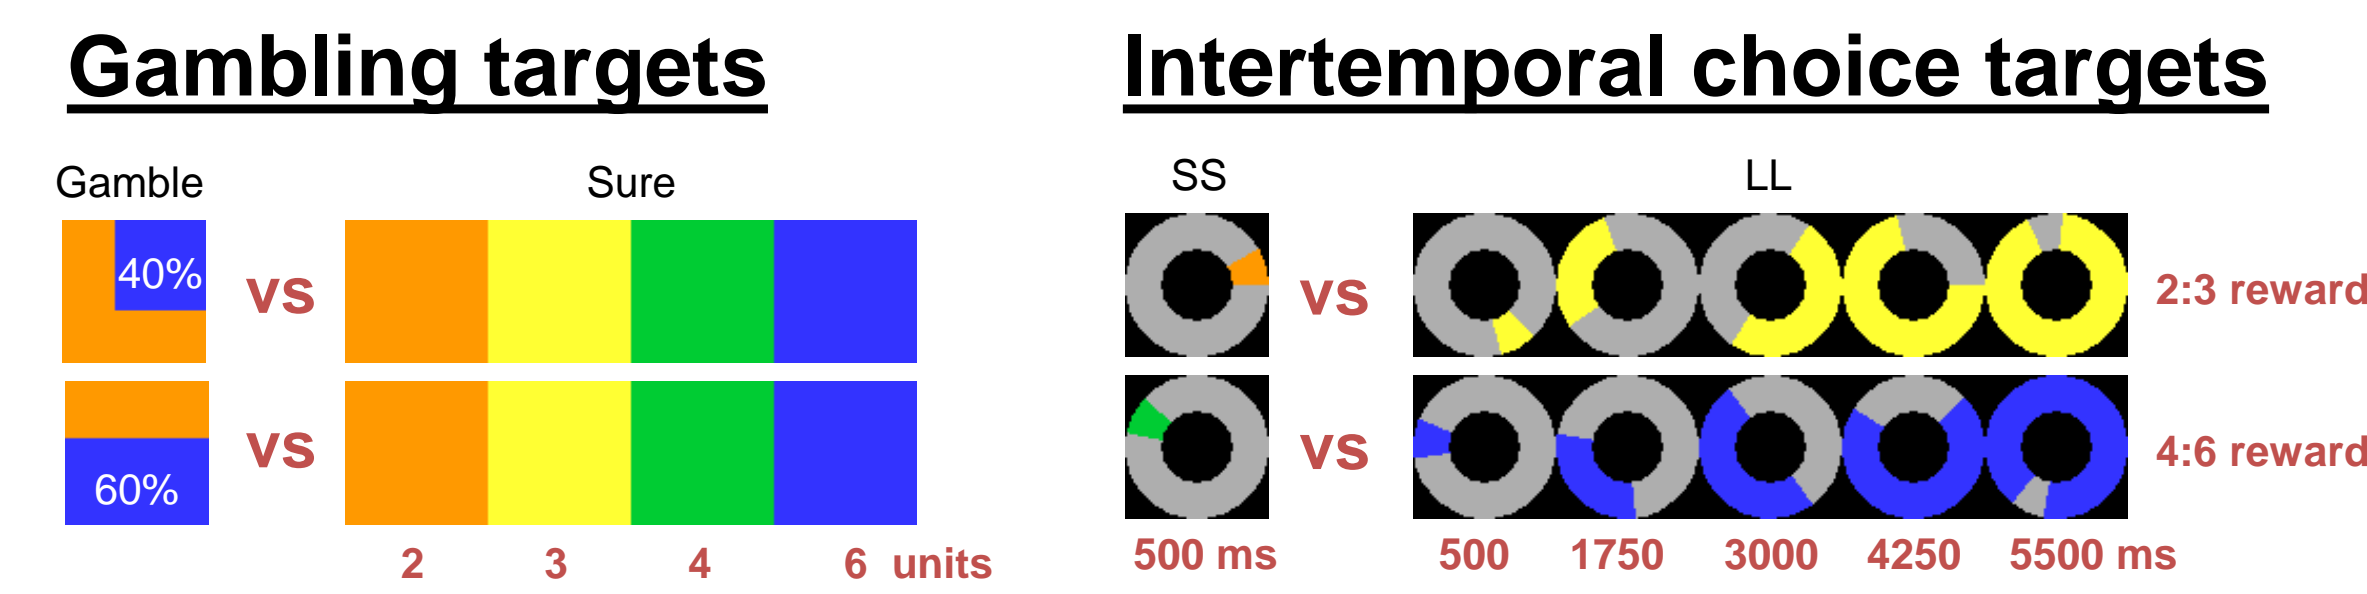 Gambling targets
Gamble
Sure
40%
vs
60%
vs
2 3 4 6 units
Intertemporal choice targets
SS
LL
vs
2:3 reward
vs
4:6 reward
500 ms 500 1750 3000 4250 5500 ms